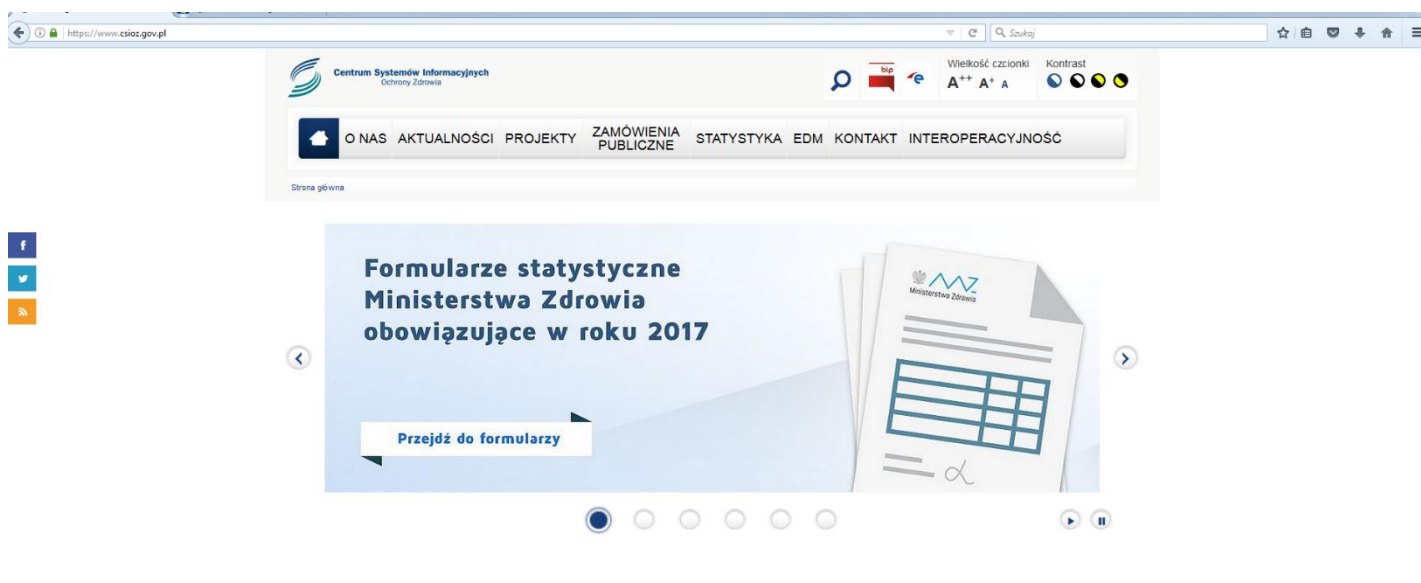 https://www.csioz.gov.pl
Szukaj
Centrum Systemów Informacyjnych
Ochrony Zdrowia
bip
e
Wielkość czcionki
A++ A+ A
Kontrast
O NAS AKTUALNOŚCI PROJEKTY ZAMÓWIENIA PUBLICZNE STATYSTYKA EDM KONTAKT INTEROPERACYJNOŚĆ
Strona główna
f
Formularze statystyczne
Ministerstwa Zdrowia
obowiązujące w roku 2017
Przejdź do formularzy
MZ
Ministerstwo Zdrowia